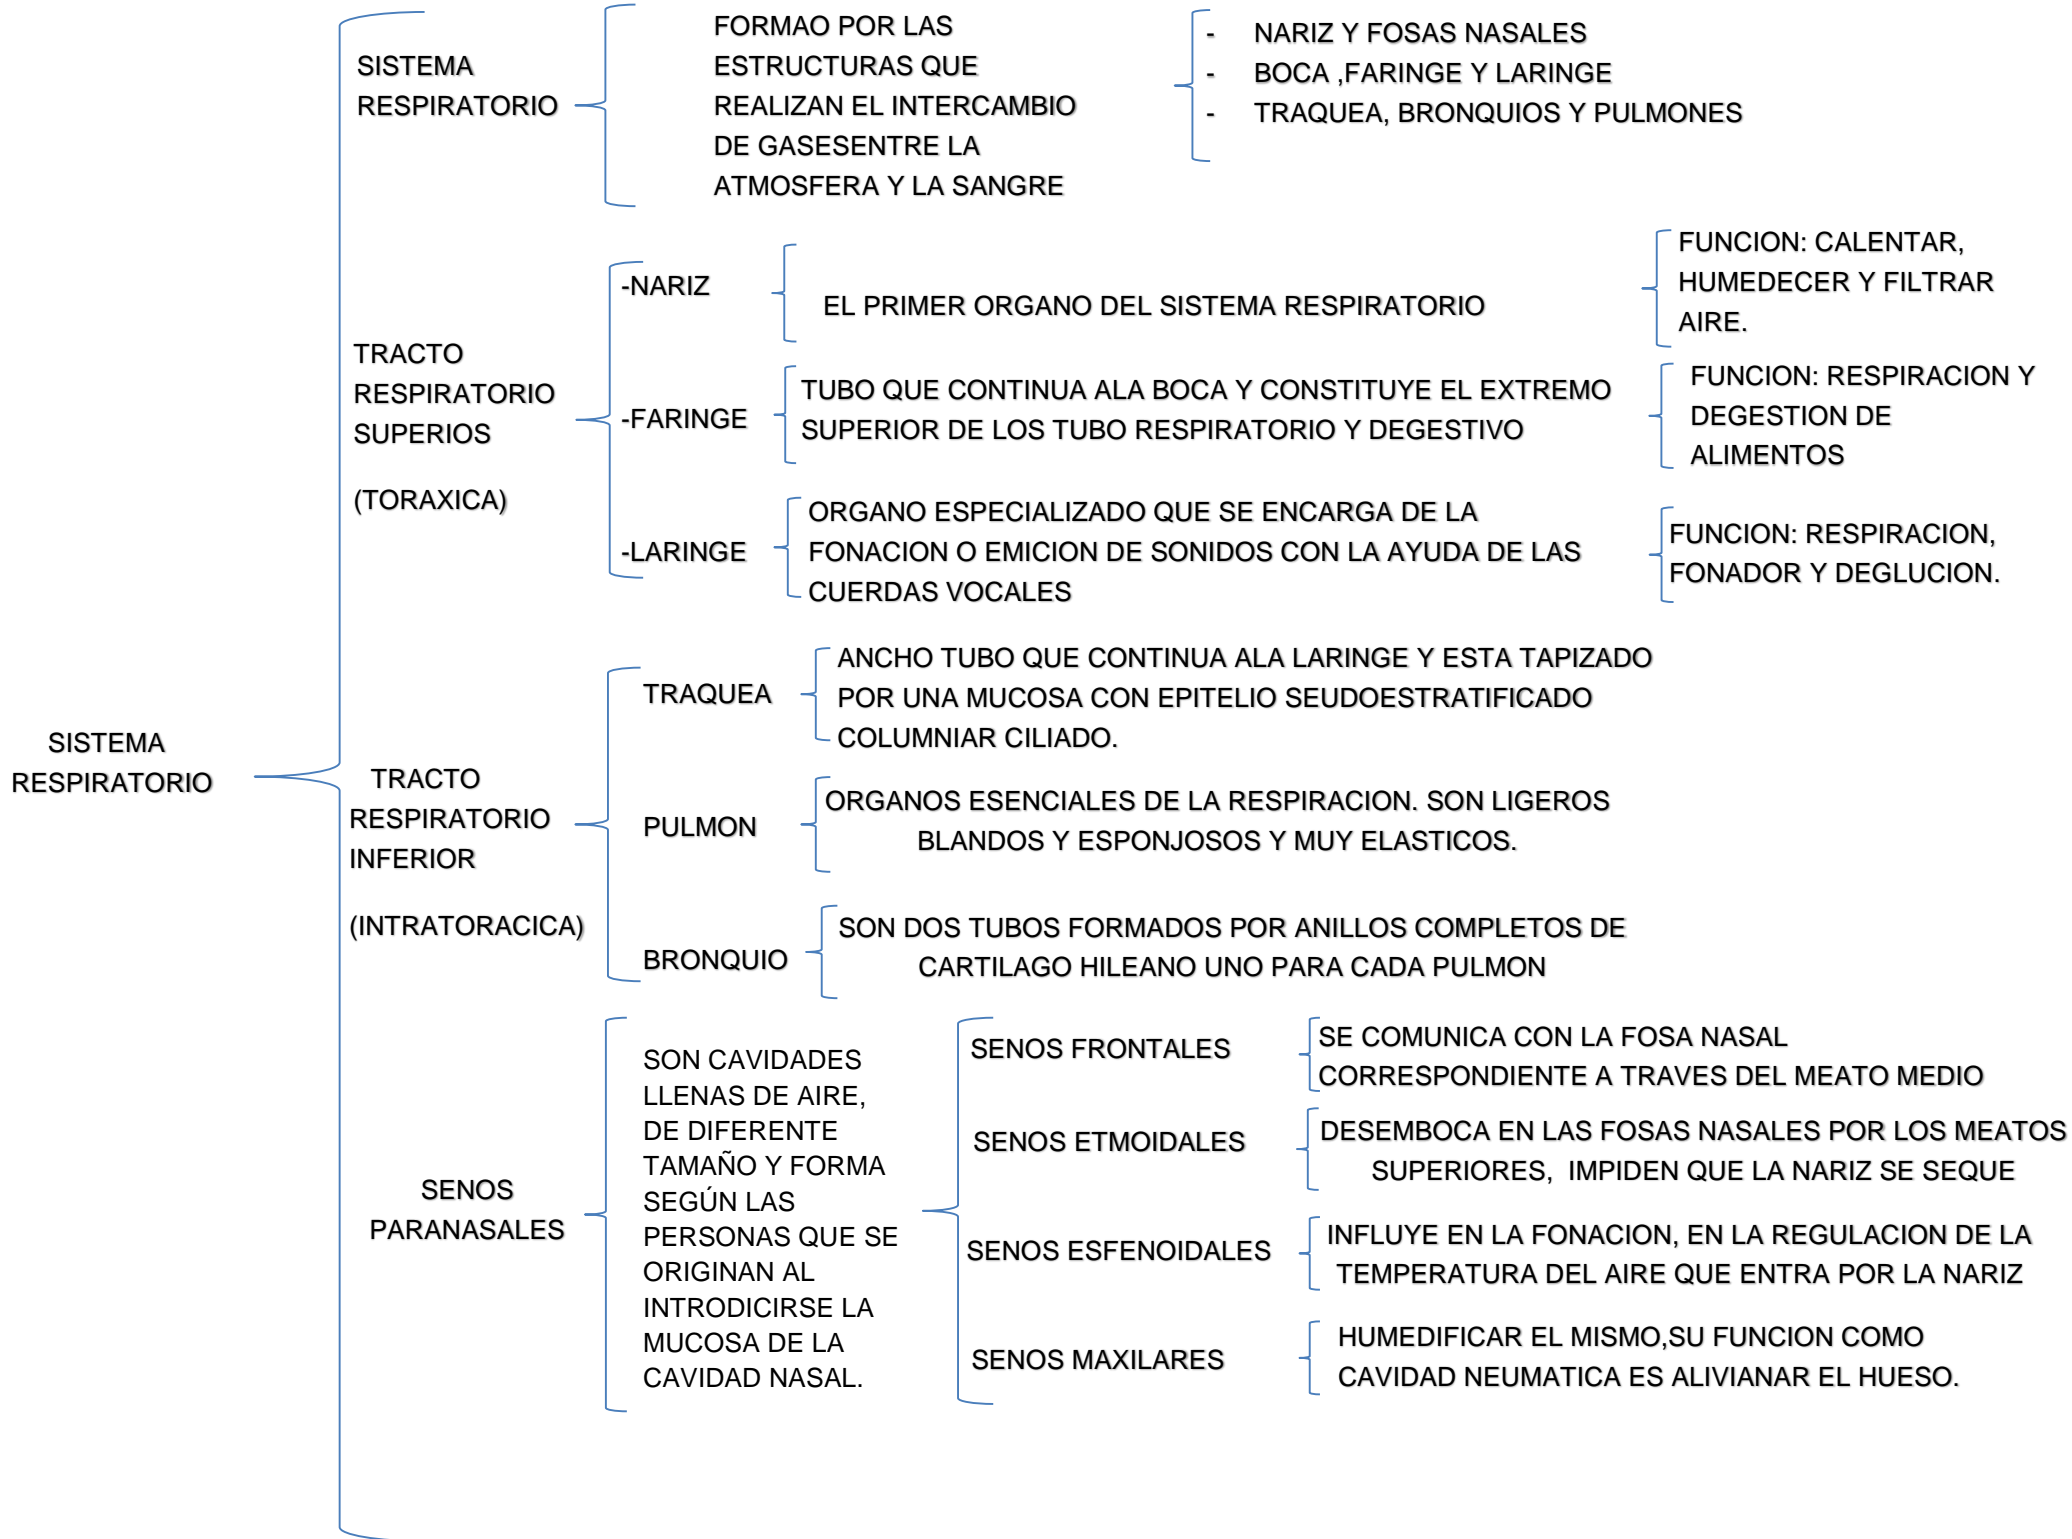 SISTEMA
RESPIRATORIO
SISTEMA
RESPIRATORIO
FORMAO POR LAS
ESTRUCTURAS QUE
REALIZAN EL INTERCAMBIO
DE GASESENTRE LA
ATMOSFERA Y LA SANGRE
- NARIZ Y FOSAS NASALES
- BOCA ,FARINGE Y LARINGE
- TRAQUEA, BRONQUIOS Y PULMONES
-
TRACTO
RESPIRATORIO
SUPERIOS
(TORAXICA)
-NARIZ
EL PRIMER ORGANO DEL SISTEMA RESPIRATORIO
FUNCION: CALENTAR,
HUMEDECER Y FILTRAR
AIRE.
-FARINGE
TUBO QUE CONTINUA ALA BOCA Y CONSTITUYE EL EXTREMO
SUPERIOR DE LOS TUBO RESPIRATORIO Y DEGESTIVO
FUNCION: RESPIRACION Y
DEGESTION DE
ALIMENTOS
-LARINGE
ORGANO ESPECIALIZADO QUE SE ENCARGA DE LA
FONACION O EMICION DE SONIDOS CON LA AYUDA DE LAS
CUERDAS VOCALES
FUNCION: RESPIRACION,
FONADOR Y DEGLUCION.
TRACTO
RESPIRATORIO
INFERIOR
(INTRATORACICA)
TRAQUEA
ANCHO TUBO QUE CONTINUA ALA LARINGE Y ESTA TAPIZADO
POR UNA MUCOSA CON EPITELIO SEUDOESTRATIFICADO
COLUMNIAR CILIADO.
PULMON
ORGANOS ESENCIALES DE LA RESPIRACION. SON LIGEROS
BLANDOS Y ESPONJOSOS Y MUY ELASTICOS.
BRONQUIO
SON DOS TUBOS FORMADOS POR ANILLOS COMPLETOS DE
CARTILAGO HILEANO UNO PARA CADA PULMON
SENOS
PARANASALES
SON CAVIDADES
LLENAS DE AIRE,
DE DIFERENTE
TAMAÑO Y FORMA
SEGÚN LAS
PERSONAS QUE SE
ORIGINAN AL
INTRODICIRSE LA
MUCOSA DE LA
CAVIDAD NASAL.
SENOS FRONTALES
SE COMUNICA CON LA FOSA NASAL
CORRESPONDIENTE A TRAVES DEL MEATO MEDIO
SENOS ETMOIDALES
DESEMBOCA EN LAS FOSAS NASALES POR LOS MEATOS
SUPERIORES, IMPIDEN QUE LA NARIZ SE SEQUE
SENOS ESFENOIDALES
INFLUYE EN LA FONACION, EN LA REGULACION DE LA
TEMPERATURA DEL AIRE QUE ENTRA POR LA NARIZ
SENOS MAXILARES
HUMEDIFICAR EL MISMO,SU FUNCION COMO
CAVIDAD NEUMATICA ES ALIVIANAR EL HUESO.